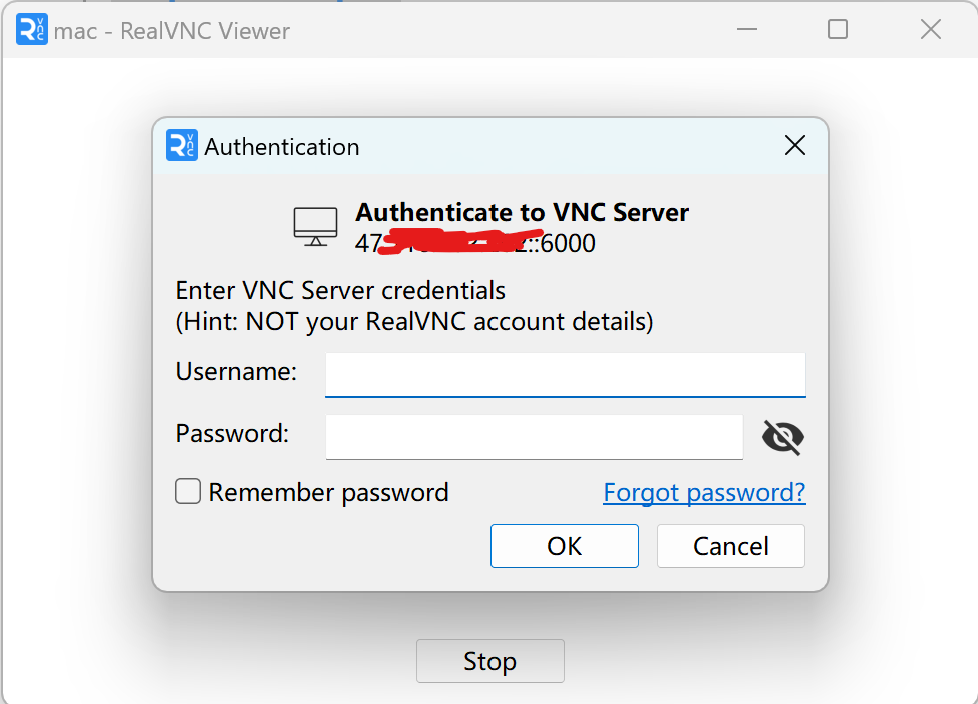 mac - RealVNC Viewer
Authentication
Authenticate to VNC Server
47 ::6000
Enter VNC Server credentials
(Hint: NOT your RealVNC account details)
Username:
Password:
Remember password
Forgot password?
OK
Cancel
Stop